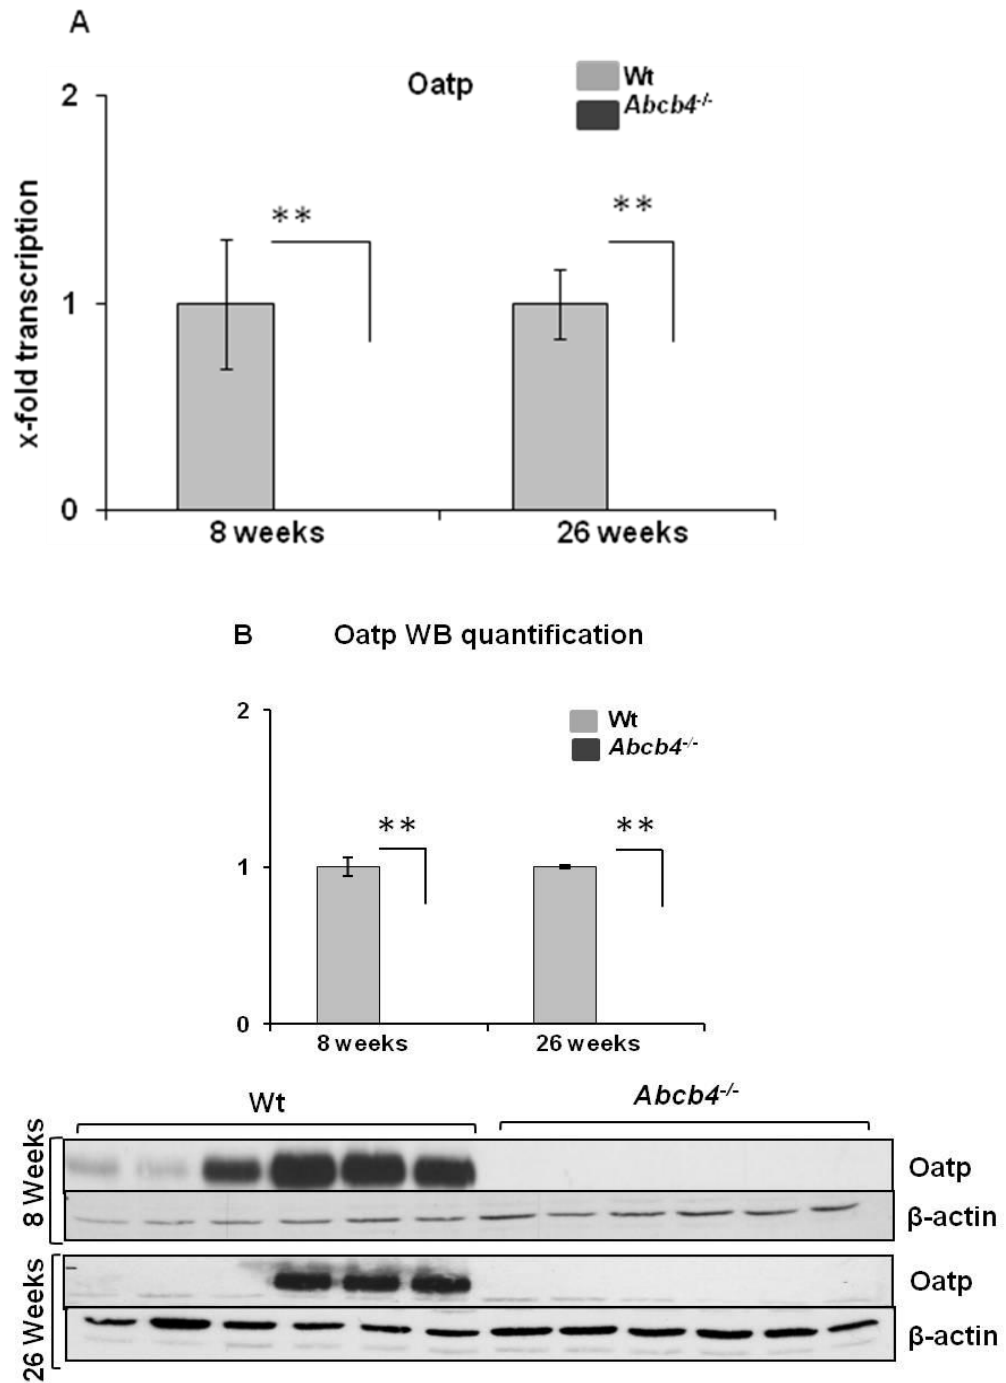 A
Oatp
Wt
Abcb4-/-
2
**
**
x-fold transcription
1
0
8 weeks
26 weeks
B
Oatp WB quantification
2
Wt
Abcb4-/-
**
**
1
0
8 weeks
26 weeks
Wt
Abcb4-/-
8 Weeks
Oatp
β-actin
26 Weeks
Oatp
β-actin